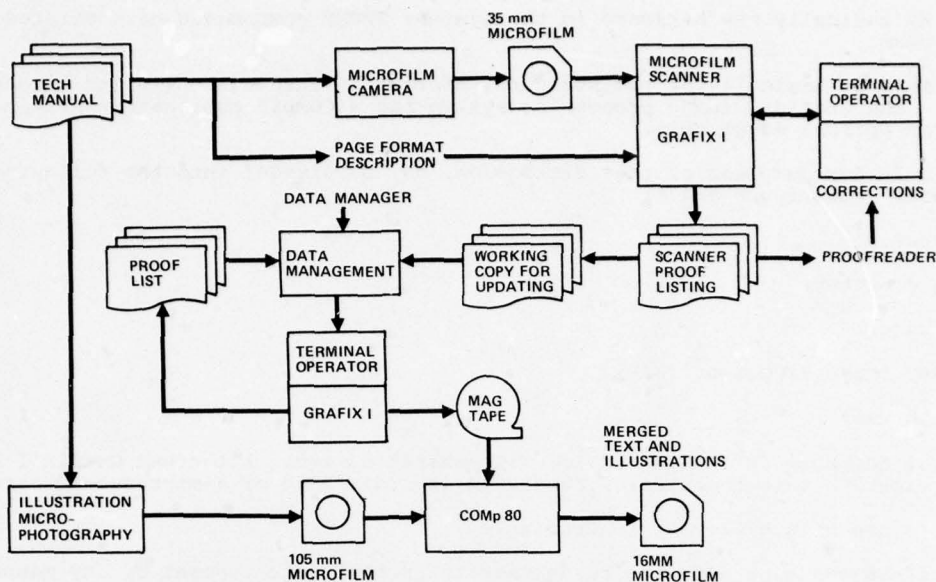 35 mm
MICROFILM
TECH
MANUAL
MICROFILM
CAMERA
MICROFILM
SCANNER
GRAFIX I
TERMINAL
OPERATOR
PAGE FORMAT
DESCRIPTION
CORRECTIONS
DATA MANAGER
PROOF
LIST
DATA
MANAGEMENT
WORKING
COPY FOR
UPDATING
SCANNER
PROOF
LISTING
PROOFREADER
TERMINAL
OPERATOR
GRAFIX I
MAG
TAPE
MERGED
TEXT AND
ILLUSTRATIONS
ILLUSTRATION
MICRO-
PHOTOGRAPHY
105 mm
MICROFILM
COMp 80
16MM
MICROFILM